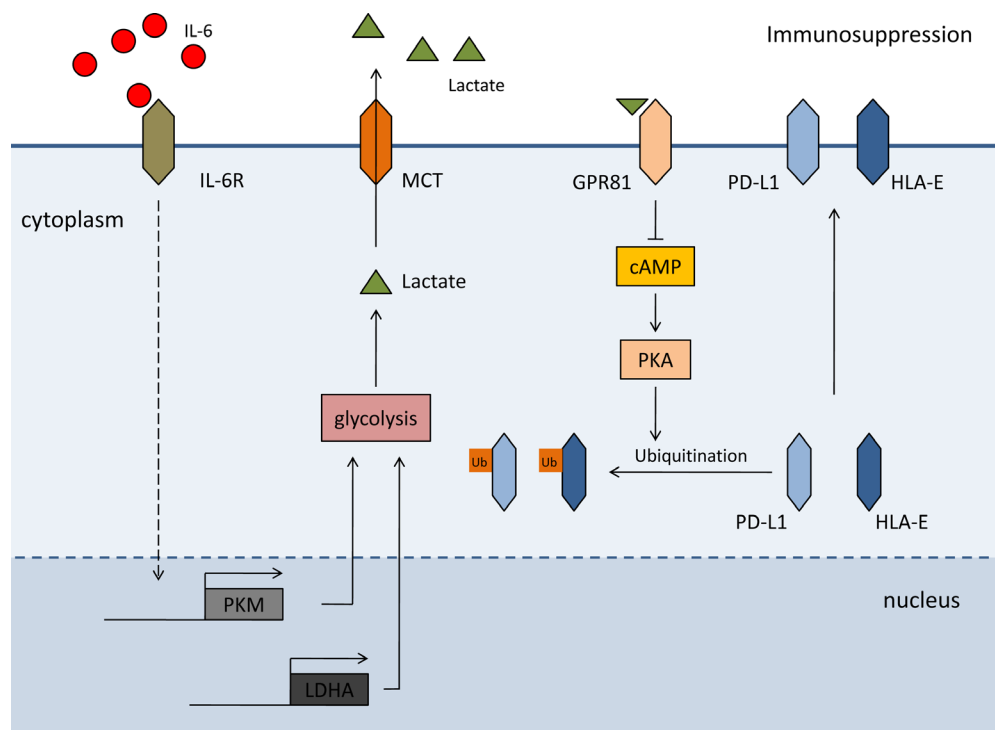 IL-6
Immunosuppression
Lactate
IL-6R
MCT
GPR81
PD-L1
HLA-E
cytoplasm
cAMP
Lactate
PKA
glycolysis
Ub
Ub
Ubiquitination
PD-L1
HLA-E
PKM
nucleus
LDHA